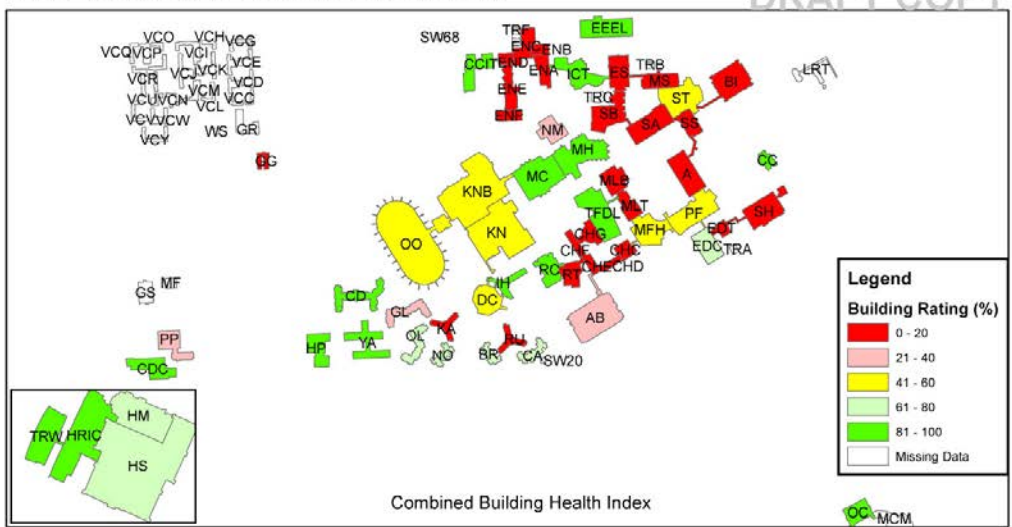 DRAFT COPY
VCO VCH VCG
VCQ VCP VCI VCE
VCR VCJ VCK VCD
VCM VCC
VCU VCN VCL
VCV VCW
VCY WS GR
GG
SW68 TRF EEEL
ENC ENB
CCIT END ENA ICT ES TRB
MS BI LRT
ENE TRC ST
ENF SB SA SS
NM
MH CC
MC A
KNB MLB
MLT
TFDL PF SH
OO KN CHG MFH EDT
CHF CHC EDC TRA
RC CHE CHD
RT
IH
DC
GS MF CD
GL AB
KA
PP OL RU
HP YA NO BR CA SW20
CDC
TRW HRIC HM
HS
Legend
Building Rating (%)
0 - 20
21 - 40
41 - 60
61 - 80
81 - 100
Missing Data
Combined Building Health Index
OC MCM